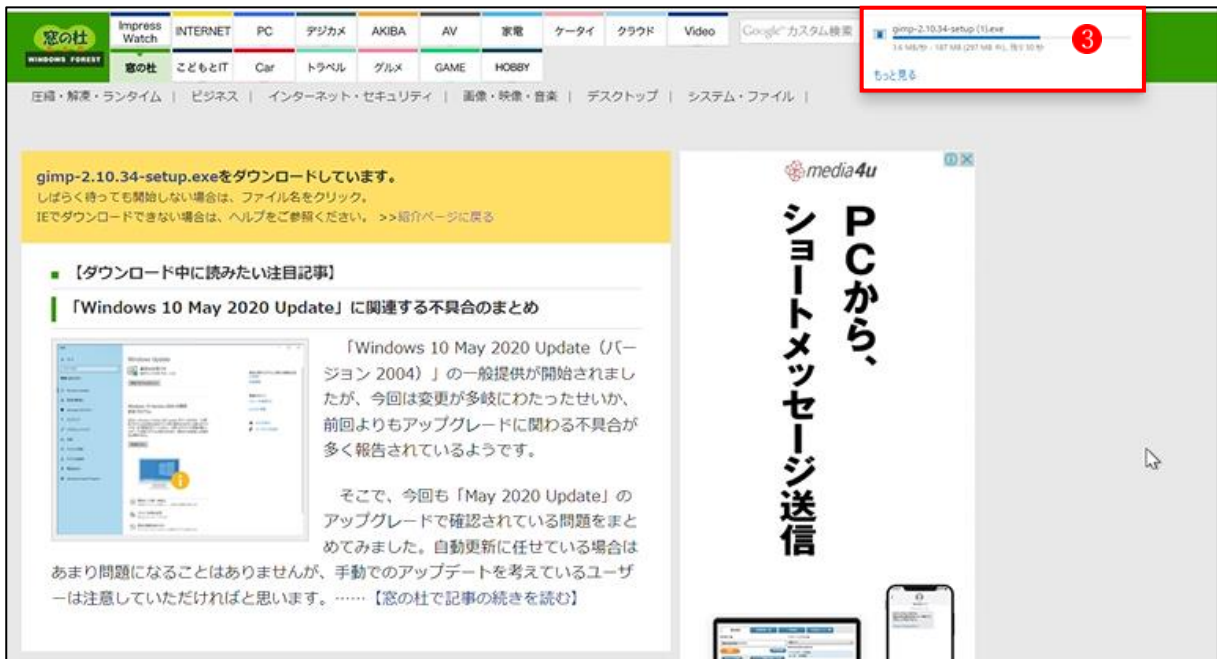 窓の杜
WINDOWS FOREST
Impress Watch
INTERNET
PC
デジカメ
AKIBA
AV
家電
ケータイ
クラウド
Video
Google カスタム検索
窓の杜
こどもとIT
Car
トラベル
グルメ
GAME
HOBBY
gimp-2.10.34-setup (1).exe
もっと見る
3
圧縮・解凍・ランタイム | ビジネス | インターネット・セキュリティ | 画像・映像・音楽 | デスクトップ | システム・ファイル |
gimp-2.10.34-setup.exeをダウンロードしています。
しばらく待っても開始しない場合は、ファイル名をクリック。
IEでダウンロードできない場合は、ヘルプをご参照ください。 >>紹介ページに戻る
【ダウンロード中に読みたい注目記事】
「Windows 10 May 2020 Update」に関連する不具合のまとめ
「Windows 10 May 2020 Update（バー
ジョン 2004）」の一般提供が開始されまし
たが、今回は変更が多岐にわたったせいか、
前回よりもアップグレードに関わる不具合が
多く報告されているようです。
そこで、今回も「May 2020 Update」の
アップグレードで確認されている問題をまと
めてみました。自動更新に任せている場合は
あまり問題になることはありませんが、手動でのアップデートを考えているユーザ
ーは注意していただければと思います。……【窓の杜で記事の続きを読む】
media4u
PCから、
ショートメッセージ送信